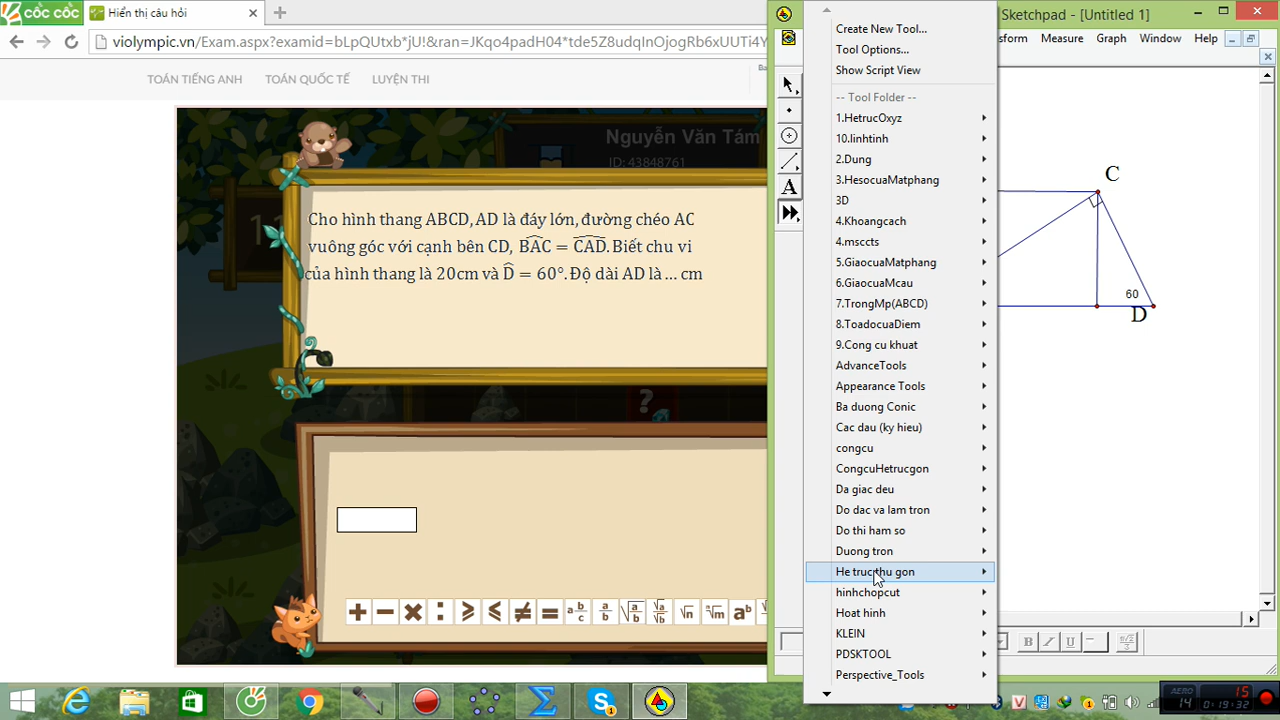 cốc cốc
Hiển thị câu hỏi
Sketchpad - [Untitled 1]
violympic.vn/Exam.aspx?examid=bLpQUtxb*jU!&ran=JKqo4padH04*tde5Z8udqInOjogRb6xUUTi4Y
sform Measure Graph Window Help
TOÁN TIẾNG ANH TOÁN QUỐC TẾ LUYỆN THI
Nguyễn Văn Tám
ID: 43848761
Cho hình thang ABCD, AD là đáy lớn, đường chéo AC
vuông góc với cạnh bên CD, BAC = CAD. Biết chu vi
của hình thang là 20cm và D̂ = 60°. Độ dài AD là ... cm
Create New Tool...
Tool Options...
Show Script View
-- Tool Folder --
1.HetrucOxyz
10.linhtinh
2.Dung
3.HesocuaMatphang
3D
4.Khoangcach
4.msccts
5.GiaocuaMatphang
6.GiaocuaMcau
7.TrongMp(ABCD)
8.ToadocuaDiem
9.Cong cu khuat
AdvanceTools
Appearance Tools
Ba duong Conic
Cac dau (ky hieu)
congcu
CongcuHetrucgon
Da giac deu
Do dac va lam tron
Do thi ham so
Duong tron
He truc thu gon
hinhchopcut
Hoat hinh
KLEIN
PDSKTOOL
Perspective_Tools
A
C
60
D
B I U
AERO
14
15
0:19:32